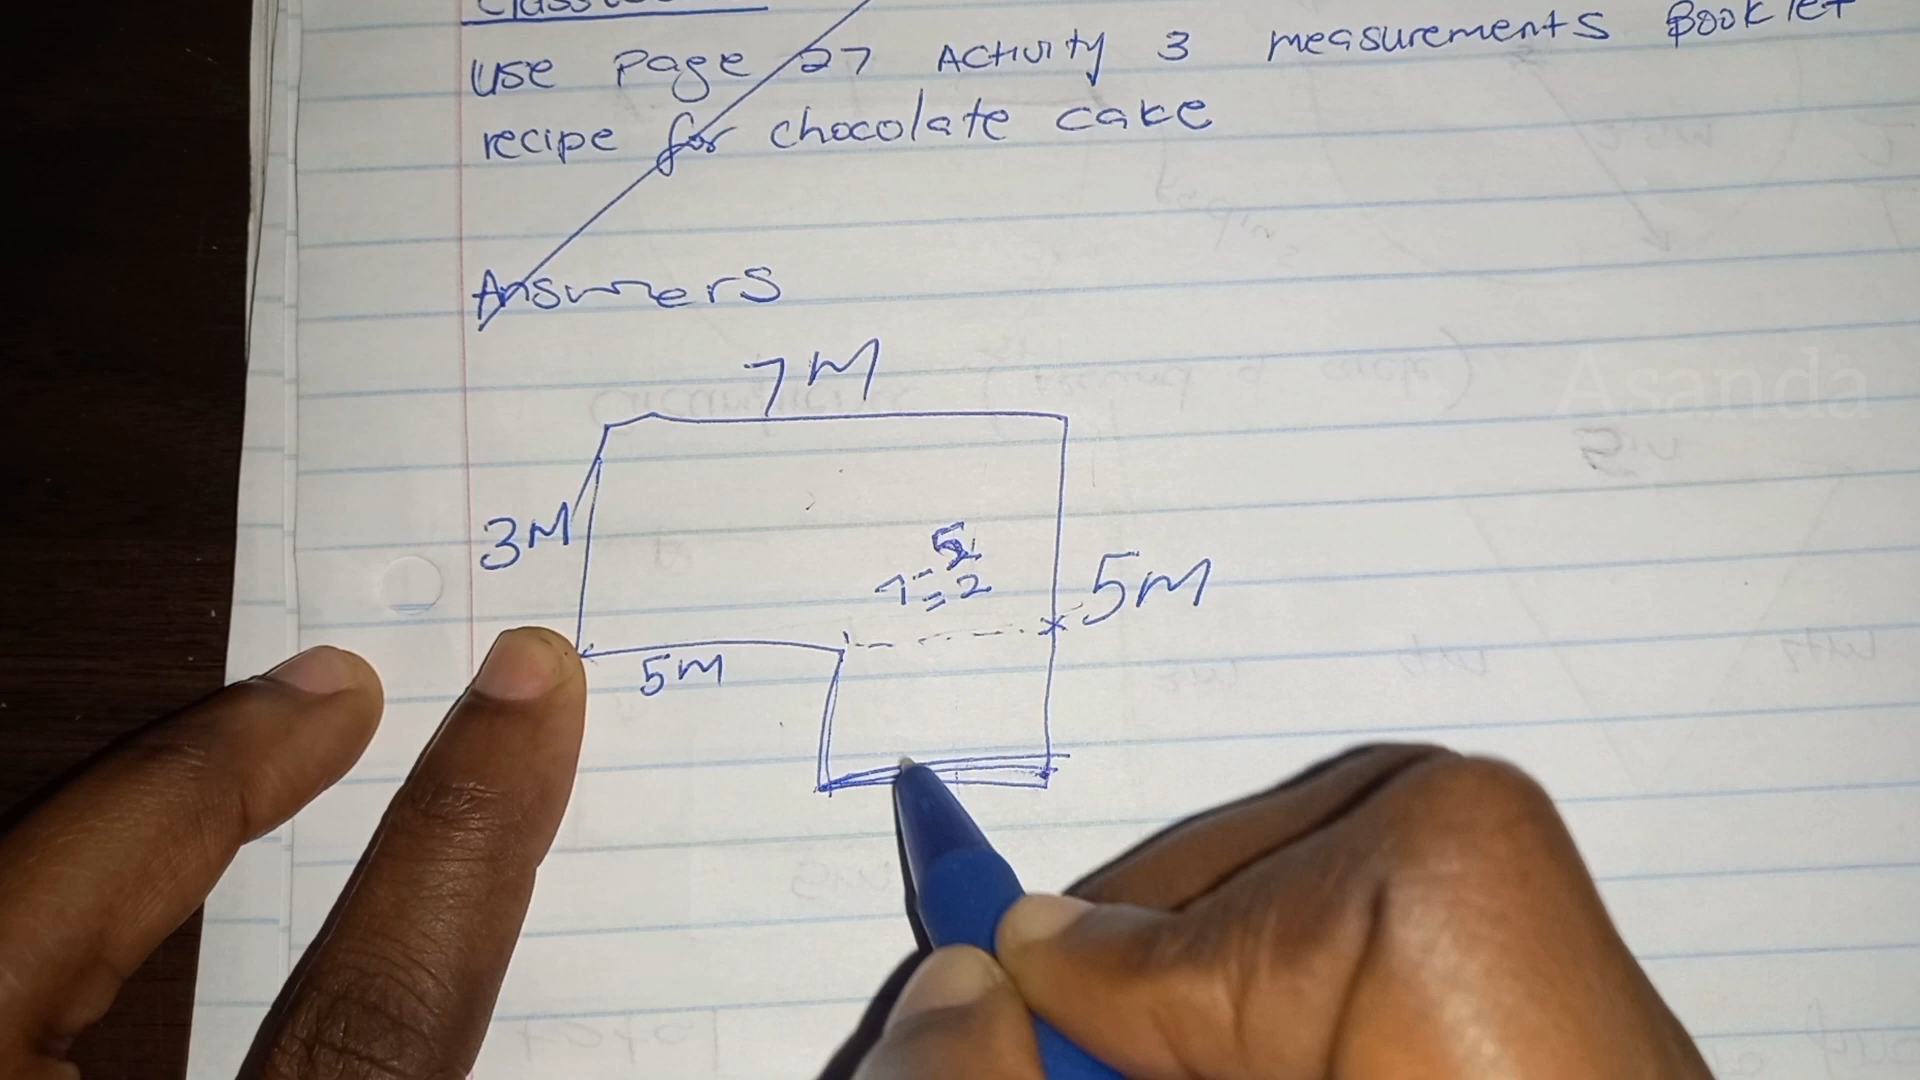 Use Page 27 Activity 3 measurements Booklet
recipe for chocolate cake
Answers
7M
3M
5M
5M
7-5
=2
Asanda